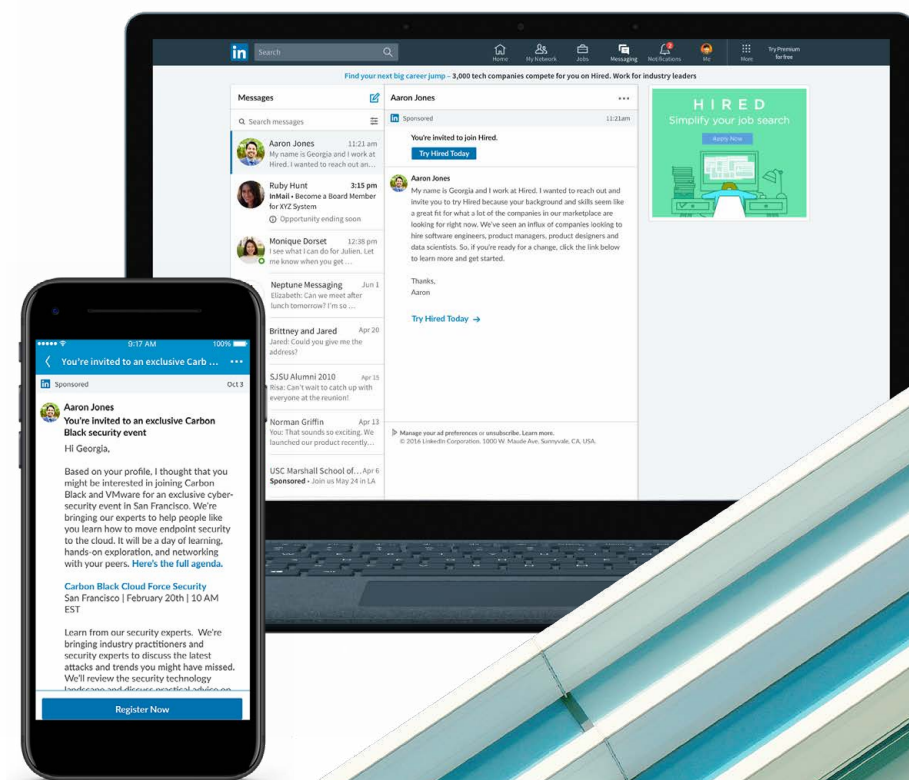 in Search
Home
My Network
Jobs
Messaging
2
Notifications
Me
More
Try Premium
for free
Find your next big career jump – 3,000 tech companies compete for you on Hired. Work for industry leaders
Messages
Search messages
Aaron Jones 11:21 am
My name is Georgia and I work at
Hired. I wanted to reach out an...
Ruby Hunt 3:15 pm
InMail • Become a Board Member
for XYZ System
Opportunity ending soon
Monique Dorset 12:38 pm
I see what I can do for Julien. Let
me know when you get ...
Neptune Messaging Jun 1
Elizabeth: Can we meet after
lunch tomorrow? I'm so ...
Brittney and Jared Apr 20
Jared: Could you give me the
address?
SJSU Alumni 2010 Apr 15
Risa: Can't wait to catch up with
everyone at the reunion!
Norman Griffin Apr 13
You: That sounds so exciting. We
launched our product recently...
USC Marshall School of... Apr 6
Sponsored • Join us May 24 in LA
Aaron Jones
in Sponsored 11:21am
You're invited to join Hired.
Try Hired Today
Aaron Jones
My name is Georgia and I work at Hired. I wanted to reach out and
invite you to try Hired because your background and skills seem like
a great fit for what a lot of the companies in our marketplace are
looking for right now. We've seen an influx of companies looking to
hire software engineers, product managers, product designers and
data scientists. So, if you're ready for a change, click the link below
to learn more and get started.
Thanks,
Aaron
Try Hired Today →
Manage your ad preferences or unsubscribe. Learn more.
© 2016 LinkedIn Corporation. 1000 W. Maude Ave. Sunnyvale, CA, USA.
HIRED
Simplify your job search
Apply Now
9:17 AM 100%
You're invited to an exclusive Carb ...
in Sponsored Oct 3
Aaron Jones
You're invited to an exclusive Carbon
Black security event
Hi Georgia,
Based on your profile, I thought that you
might be interested in joining Carbon
Black and VMware for an exclusive cyber-
security event in San Francisco. We're
bringing our experts to help people like
you learn how to move endpoint security
to the cloud. It will be a day of learning,
hands-on exploration, and networking
with your peers. Here's the full agenda.
Carbon Black Cloud Force Security
San Francisco | February 20th | 10 AM
EST
Learn from our security experts. We're
bringing industry practitioners and
security experts to discuss the latest
attacks and trends you might have missed.
We'll review the security technology
landscape and discuss practical advice on
Register Now